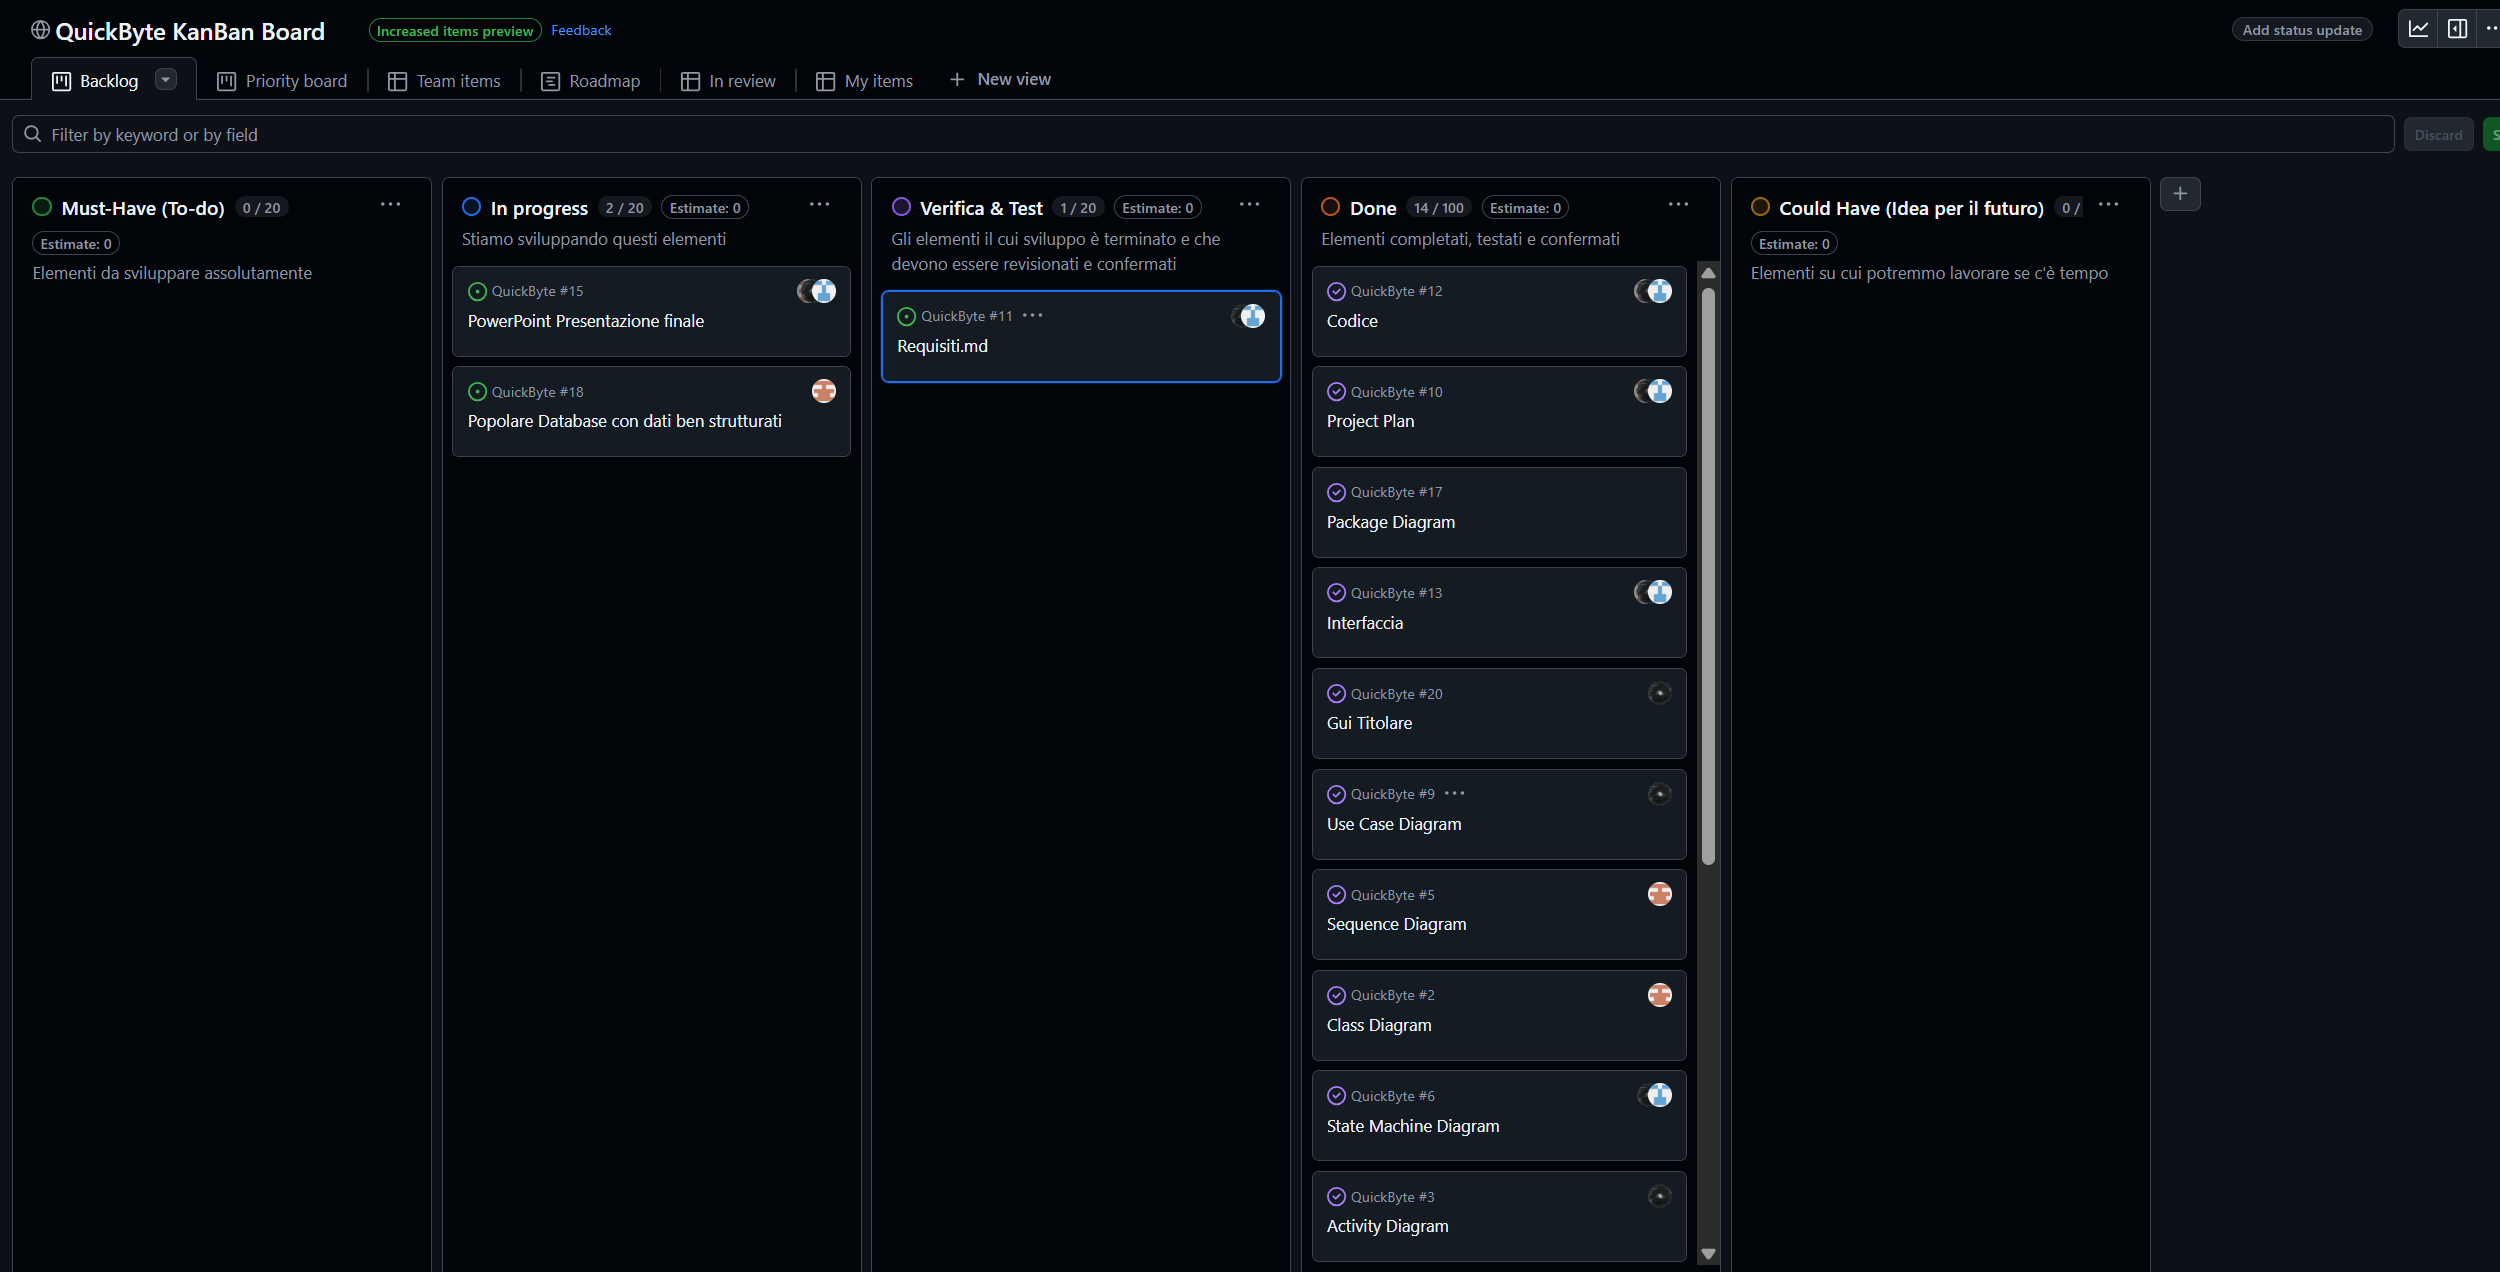 QuickByte KanBan Board
Increased items preview
Feedback
Add status update
Backlog
Priority board
Team items
Roadmap
In review
My items
New view
Filter by keyword or by field
Discard
Must-Have (To-do)
0 / 20
Estimate: 0
Elementi da sviluppare assolutamente
In progress
2 / 20
Estimate: 0
Stiamo sviluppando questi elementi
QuickByte #15
PowerPoint Presentazione finale
QuickByte #18
Popolare Database con dati ben strutturati
Verifica & Test
1 / 20
Estimate: 0
Gli elementi il cui sviluppo è terminato e che
devono essere revisionati e confermati
QuickByte #11
Requisiti.md
Done
14 / 100
Estimate: 0
Elementi completati, testati e confermati
QuickByte #12
Codice
QuickByte #10
Project Plan
QuickByte #17
Package Diagram
QuickByte #13
Interfaccia
QuickByte #20
Gui Titolare
QuickByte #9
Use Case Diagram
QuickByte #5
Sequence Diagram
QuickByte #2
Class Diagram
QuickByte #6
State Machine Diagram
QuickByte #3
Activity Diagram
Could Have (Idea per il futuro)
0 /
Estimate: 0
Elementi su cui potremmo lavorare se c'è tempo